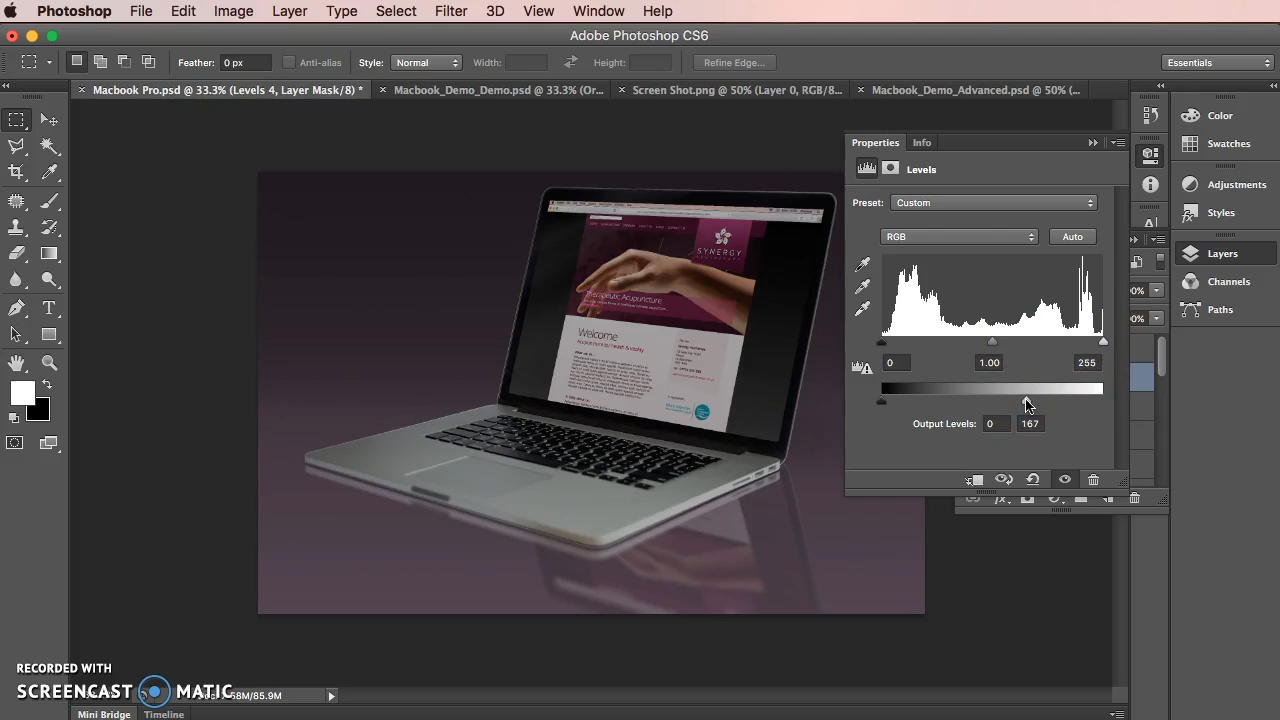 Photoshop File Edit Image Layer Type Select Filter 3D View Window Help
Adobe Photoshop CS6
Feather: 0 px Anti-alias Style: Normal Width: Height: Refine Edge... Essentials
Macbook Pro.psd @ 33.3% (Levels 4, Layer Mask/8) * Macbook_Demo_Demo.psd @ 33.3% (Or... Screen Shot.png @ 50% (Layer 0, RGB/8... Macbook_Demo_Advanced.psd @ 50% (...
Properties Info
Levels
Preset: Custom
RGB Auto
0 1.00 255
Output Levels: 0 167
Color
Swatches
Adjustments
Styles
Layers
Channels
Paths
SYNERGY
Therapeutic Acupuncture
Welcome
RECORDED WITH
SCREENCAST MATIC
Mini Bridge Timeline